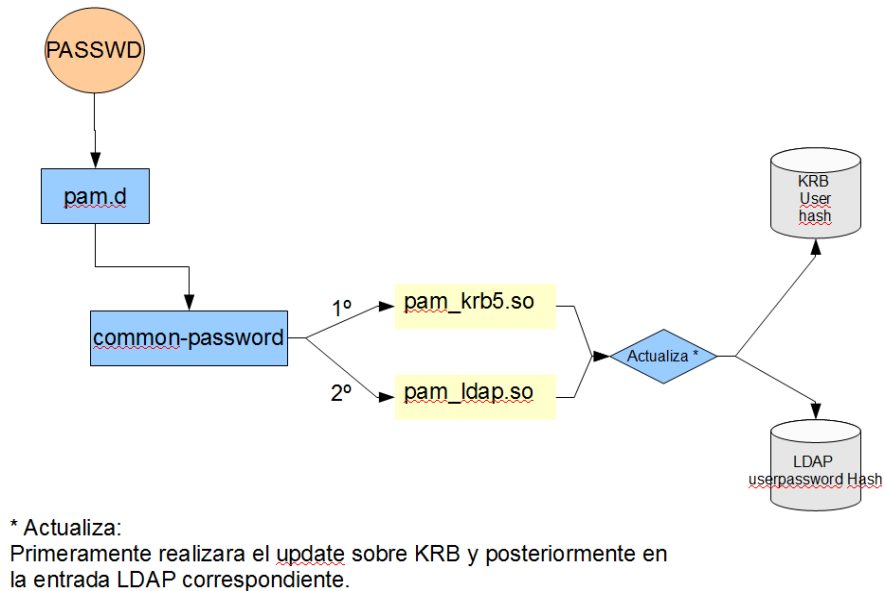 PASSWD
pam.d
common-password
1º
pam_krb5.so
2º
pam_ldap.so
Actualiza *
KRB
User
hash
LDAP
userpassword Hash
* Actualiza:
Primeramente realizara el update sobre KRB y posteriormente en
la entrada LDAP correspondiente.